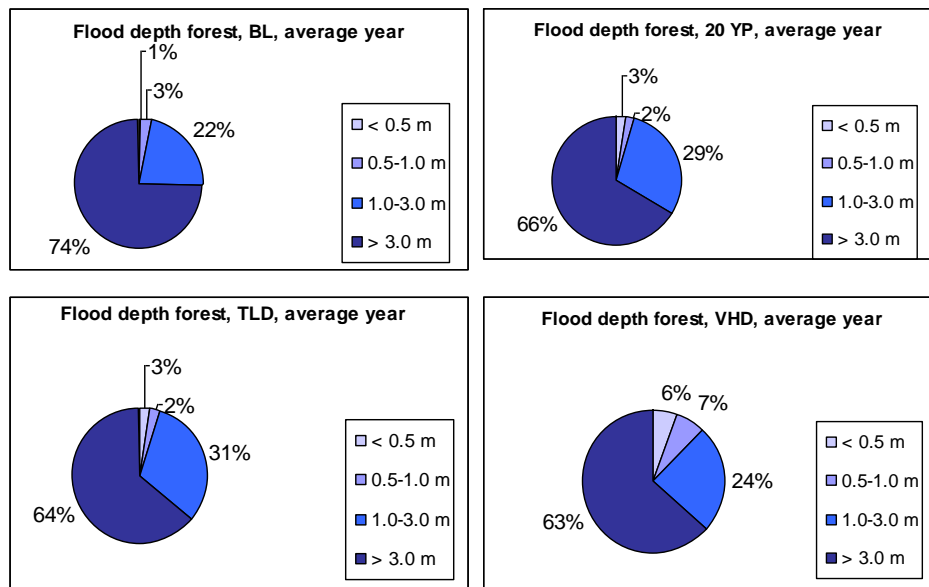 Flood depth forest, BL, average year
1%
3%
22%
74%
< 0.5 m
0.5-1.0 m
1.0-3.0 m
> 3.0 m
Flood depth forest, 20 YP, average year
3%
2%
29%
66%
< 0.5 m
0.5-1.0 m
1.0-3.0 m
> 3.0 m
Flood depth forest, TLD, average year
3%
2%
31%
64%
< 0.5 m
0.5-1.0 m
1.0-3.0 m
> 3.0 m
Flood depth forest, VHD, average year
6%
7%
24%
63%
< 0.5 m
0.5-1.0 m
1.0-3.0 m
> 3.0 m